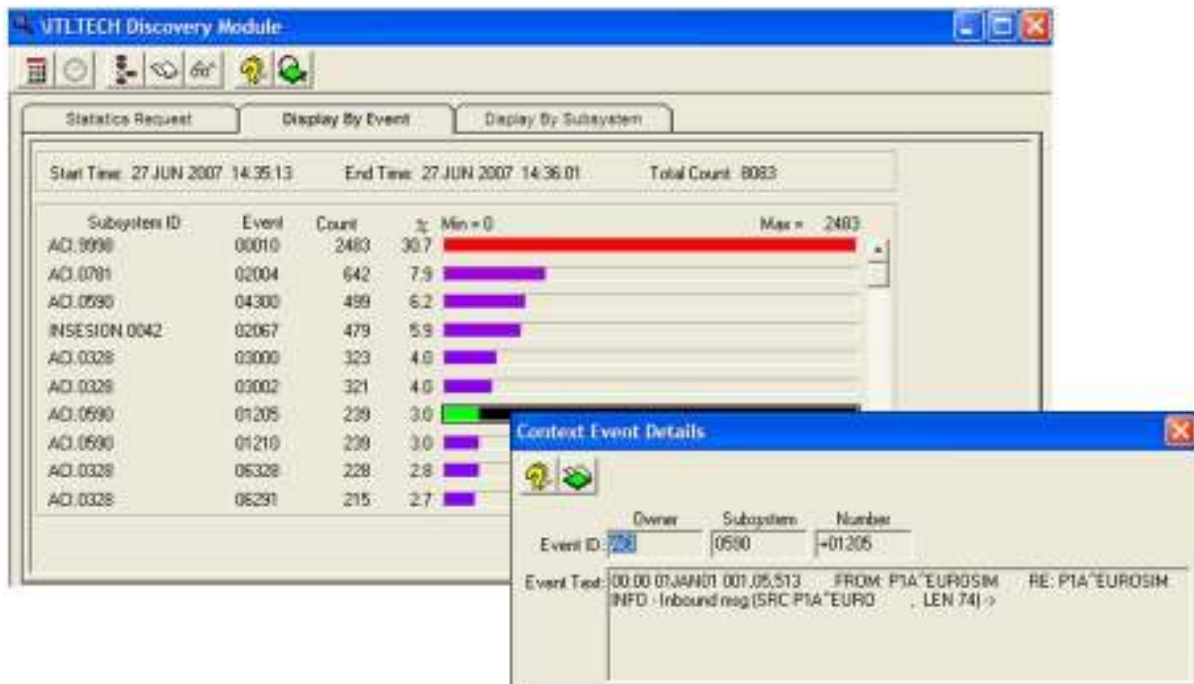 VTLTECH Discovery Module
Statistics Request Display By Event Display By Subsystem
Start Time 27 JUN 2007 14:35:13 End Time 27 JUN 2007 14:36:01 Total Count 8083
Subsystem ID Event Count % Min = 0 Max = 2483
ACI.9998 00010 2483 30.7
ACI.0781 02004 642 7.9
ACI.0590 04300 499 6.2
INSESION.0042 02067 479 5.9
ACI.0328 03000 323 4.0
ACI.0328 03002 321 4.0
ACI.0590 01205 239 3.0
ACI.0590 01210 239 3.0
ACI.0328 06328 228 2.8
ACI.0328 06291 215 2.7
Context Event Details
Owner Subsystem Number
Event ID: ACI 0590 +01205
Event Text: 00:00 01JAN01 001,05,513 FROM: P1A^EUROSIM RE: P1A^EUROSIM
INFO - Inbound msg (SRC P1A^EURO , LEN 74) ->